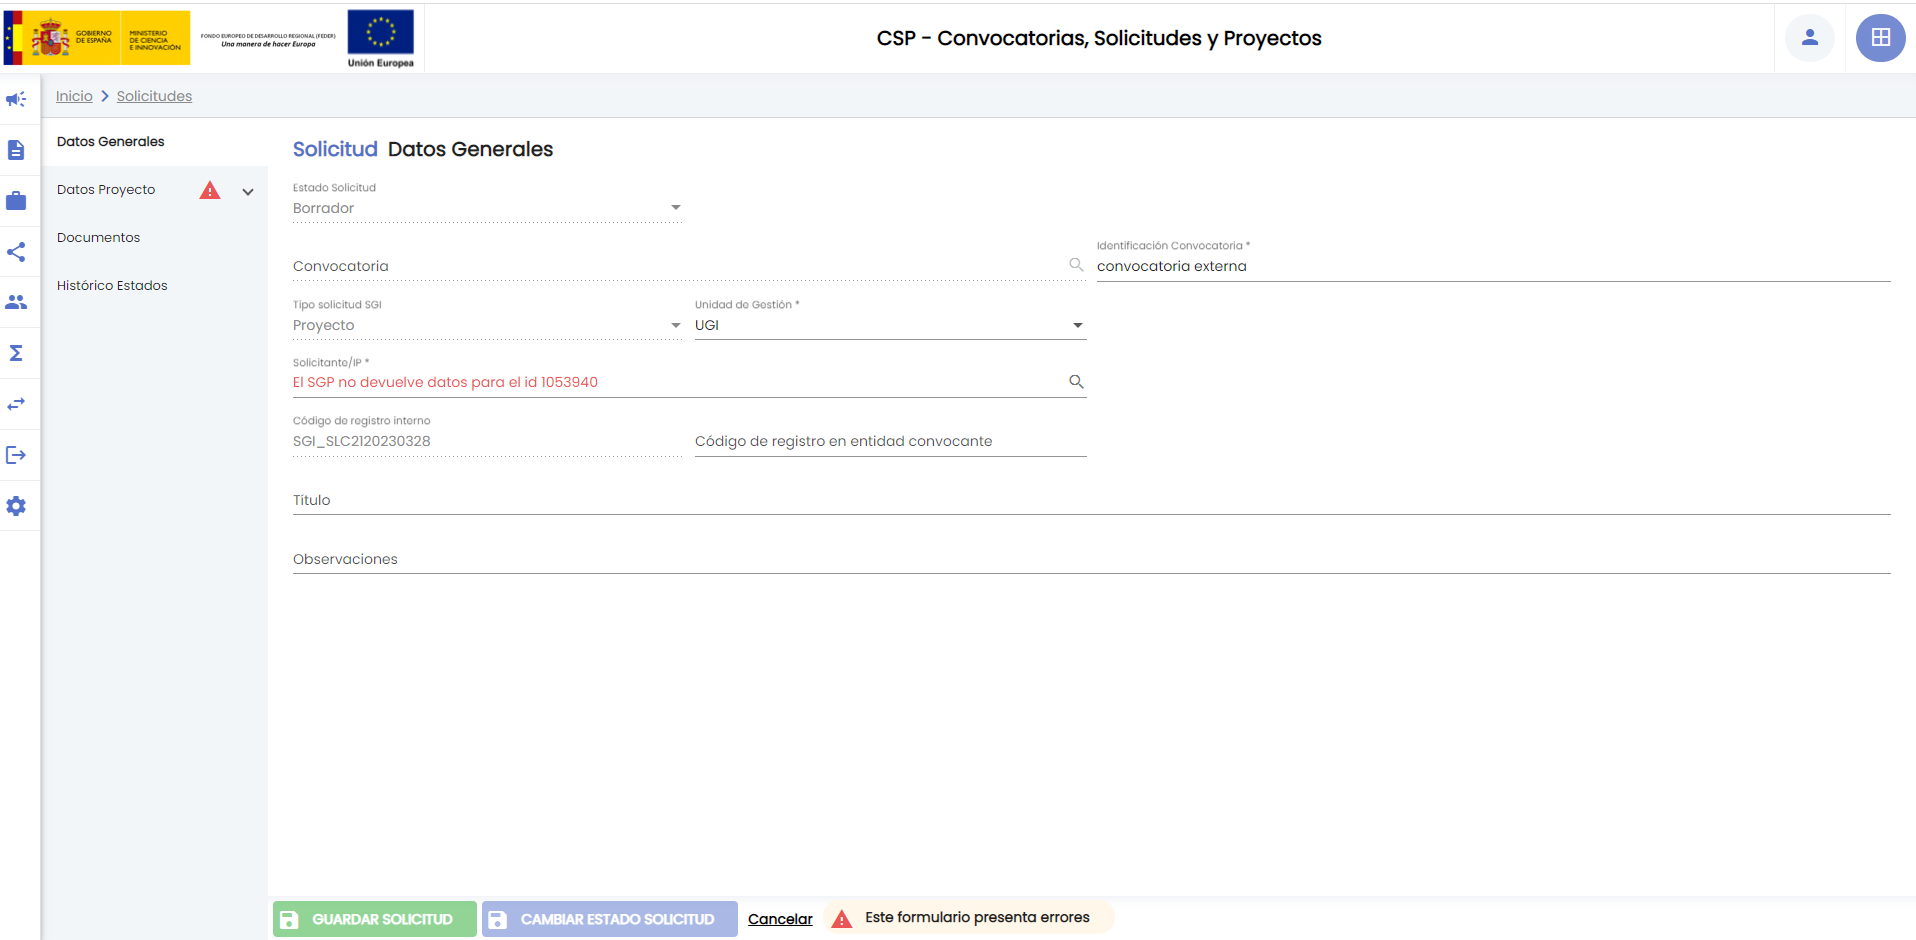 GOBIERNO
DE ESPAÑA
MINISTERIO
DE CIENCIA
E INNOVACIÓN
FONDO EUROPEO DE DESARROLLO REGIONAL (FEDER)
Una manera de hacer Europa
Unión Europea
CSP - Convocatorias, Solicitudes y Proyectos
Inicio
Solicitudes
Datos Generales
Datos Proyecto
Documentos
Histórico Estados
Solicitud Datos Generales
Estado Solicitud
Borrador
Convocatoria
Identificación Convocatoria *
convocatoria externa
Tipo solicitud SGI
Proyecto
Unidad de Gestión *
UGI
Solicitante/IP *
El SGP no devuelve datos para el id 1053940
Código de registro interno
SGI_SLC2120230328
Código de registro en entidad convocante
Título
Observaciones
GUARDAR SOLICITUD
CAMBIAR ESTADO SOLICITUD
Cancelar
Este formulario presenta errores